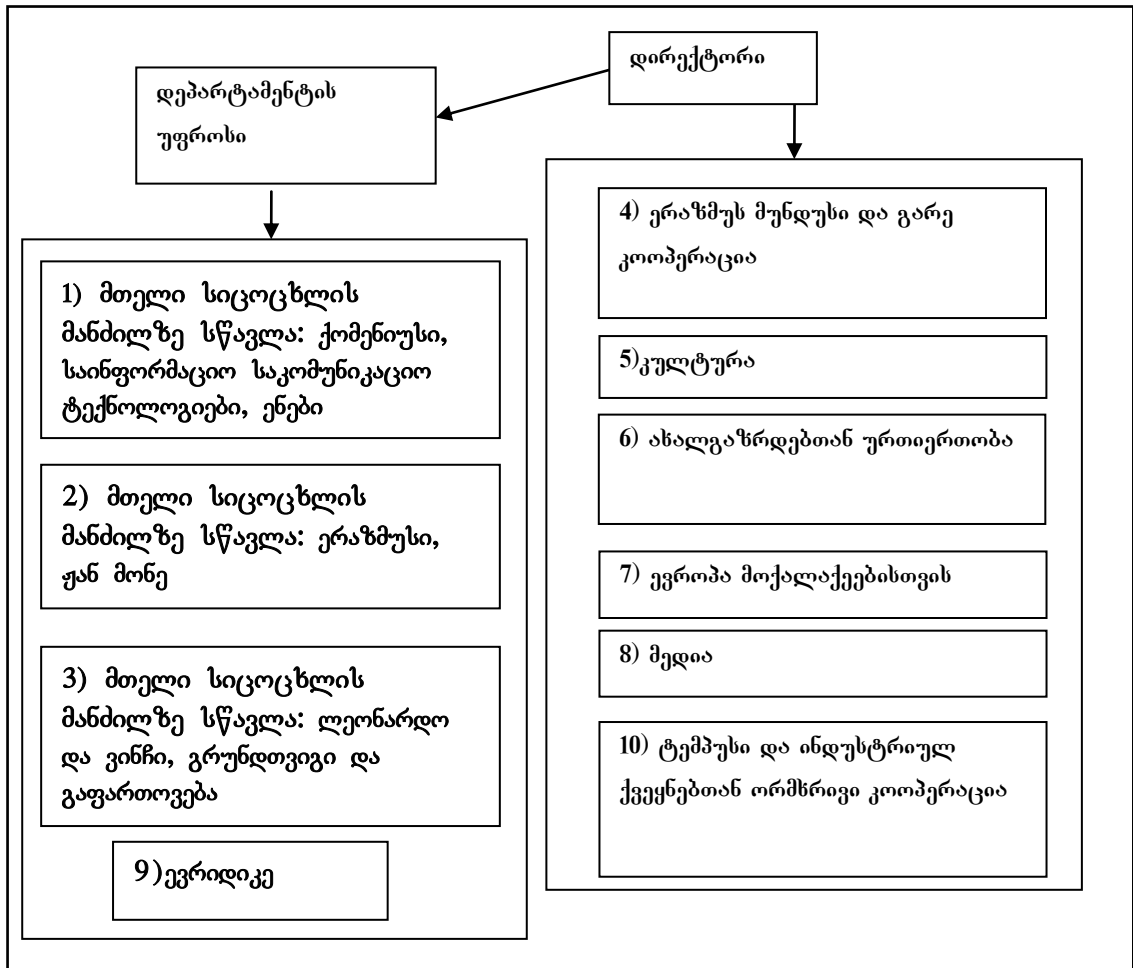 დირექტორი
დეპარტამენტის
უფროსი
1) მთელი სიცოცხლის
მანძილზე სწავლა: ქომენიუსი,
საინფორმაციო საკომუნიკაციო
ტექნოლოგიები, ენები
2) მთელი სიცოცხლის
მანძილზე სწავლა: ერაზმუსი,
ჟან მონე
3) მთელი სიცოცხლის
მანძილზე სწავლა: ლეონარდო
და ვინჩი, გრუნდთვიგი და
გაფართოვება
9)ევრიდიკე
4) ერაზმუს მუნდუსი და გარე
კოოპერაცია
5)კულტურა
6) ახალგაზრდებთან ურთიერთობა
7) ევროპა მოქალაქეებისთვის
8) მედია
10) ტემპუსი და ინდუსტრიულ
ქვეყნებთან ორმხრივი კოოპერაცია